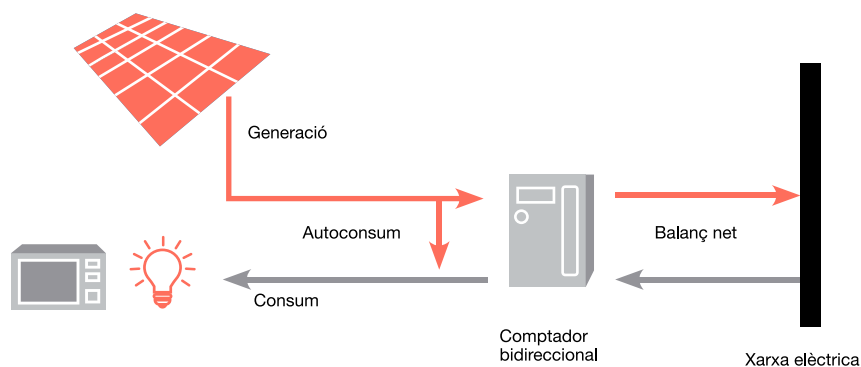 Generació
Autoconsum
Balanç net
Consum
Comptador
bidireccional
Xarxa elèctrica